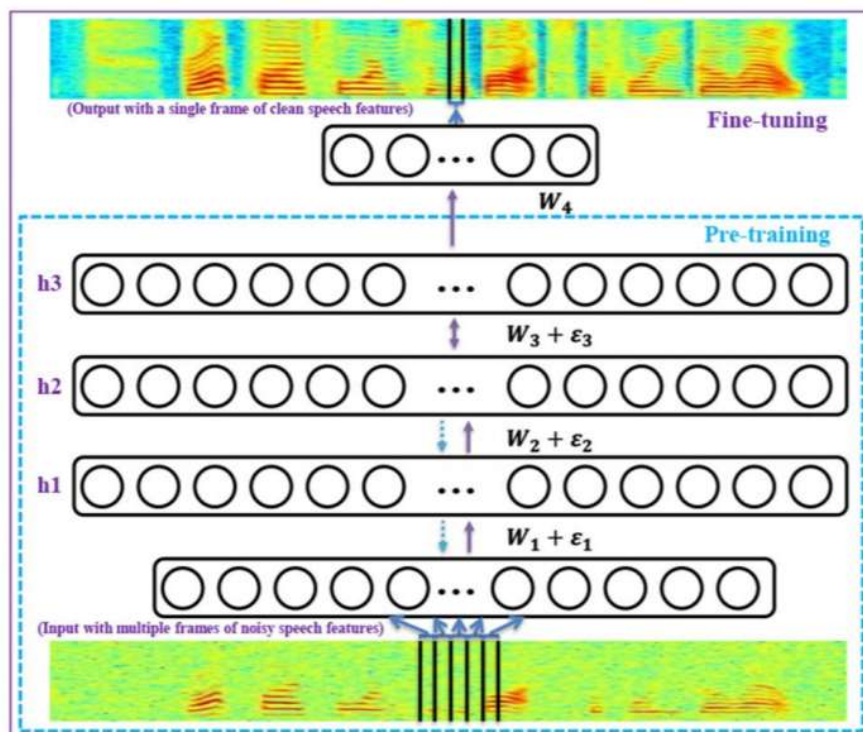 (Output with a single frame of clean speech features)
Fine-tuning
...
W₄
Pre-training
h3
...
W₃ + ε₃
h2
...
W₂ + ε₂
h1
...
W₁ + ε₁
...
(Input with multiple frames of noisy speech features)